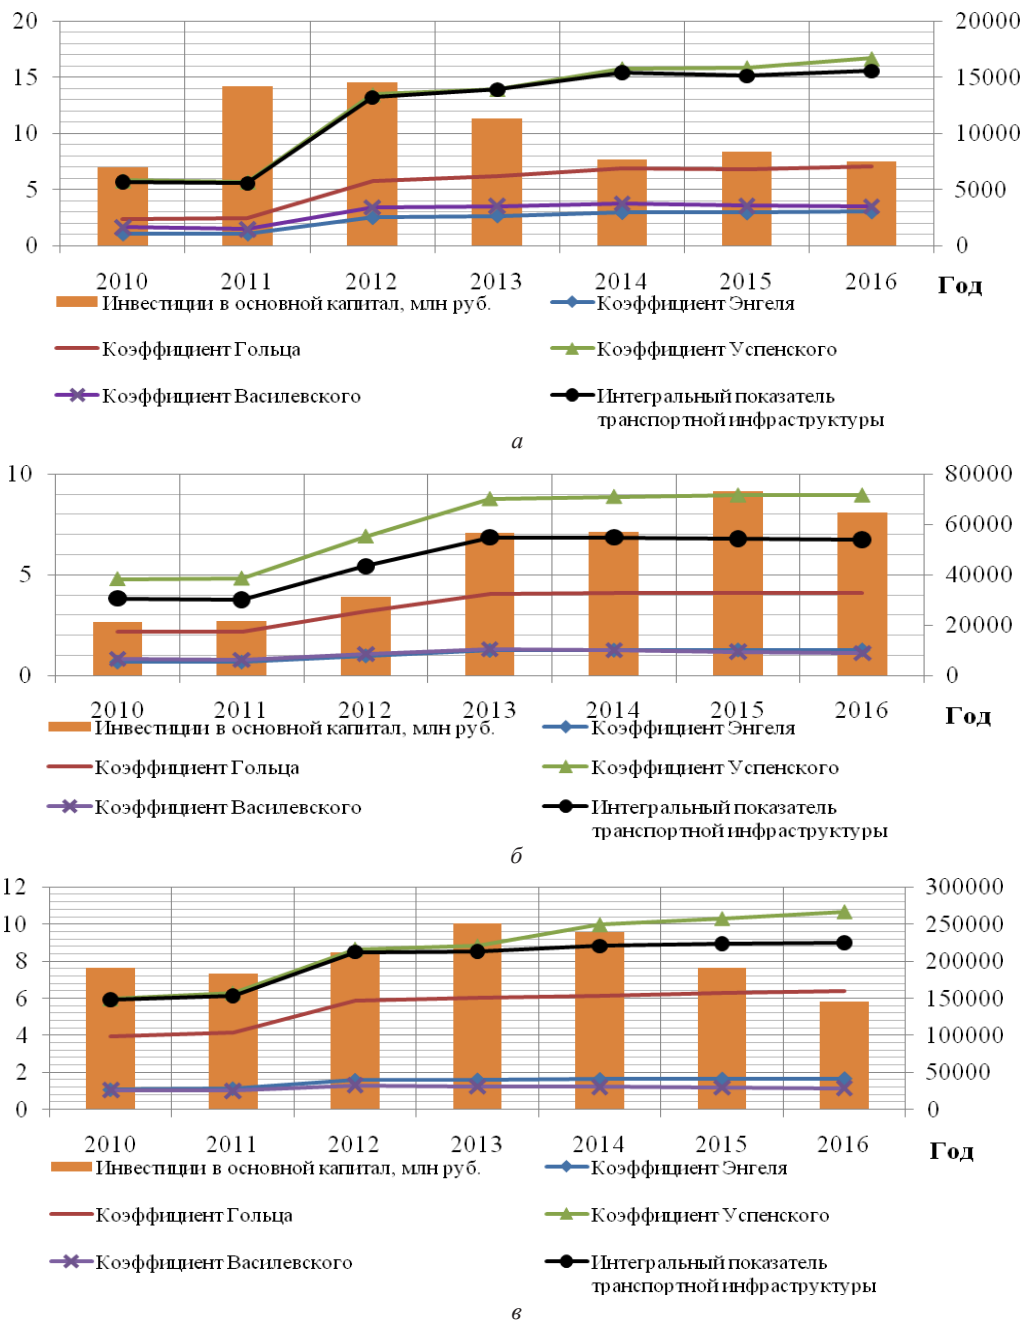 20 20000
15 15000
10 10000
5 5000
0 0
2010 2011 2012 2013 2014 2015 2016 Год
Инвестиции в основной капитал, млн руб. Коэффициент Энгеля
Коэффициент Гольца Коэффициент Успенского
Коэффициент Василевского Интегральный показатель
транспортной инфраструктуры
а
10 80000
60000
5 40000
20000
0 0
2010 2011 2012 2013 2014 2015 2016 Год
Инвестиции в основной капитал, млн руб. Коэффициент Энгеля
Коэффициент Гольца Коэффициент Успенского
Коэффициент Василевского Интегральный показатель
транспортной инфраструктуры
б
12 300000
10 250000
8 200000
6 150000
4 100000
2 50000
0 0
2010 2011 2012 2013 2014 2015 2016 Год
Инвестиции в основной капитал, млн руб. Коэффициент Энгеля
Коэффициент Гольца Коэффициент Успенского
Коэффициент Василевского Интегральный показатель
транспортной инфраструктуры
в